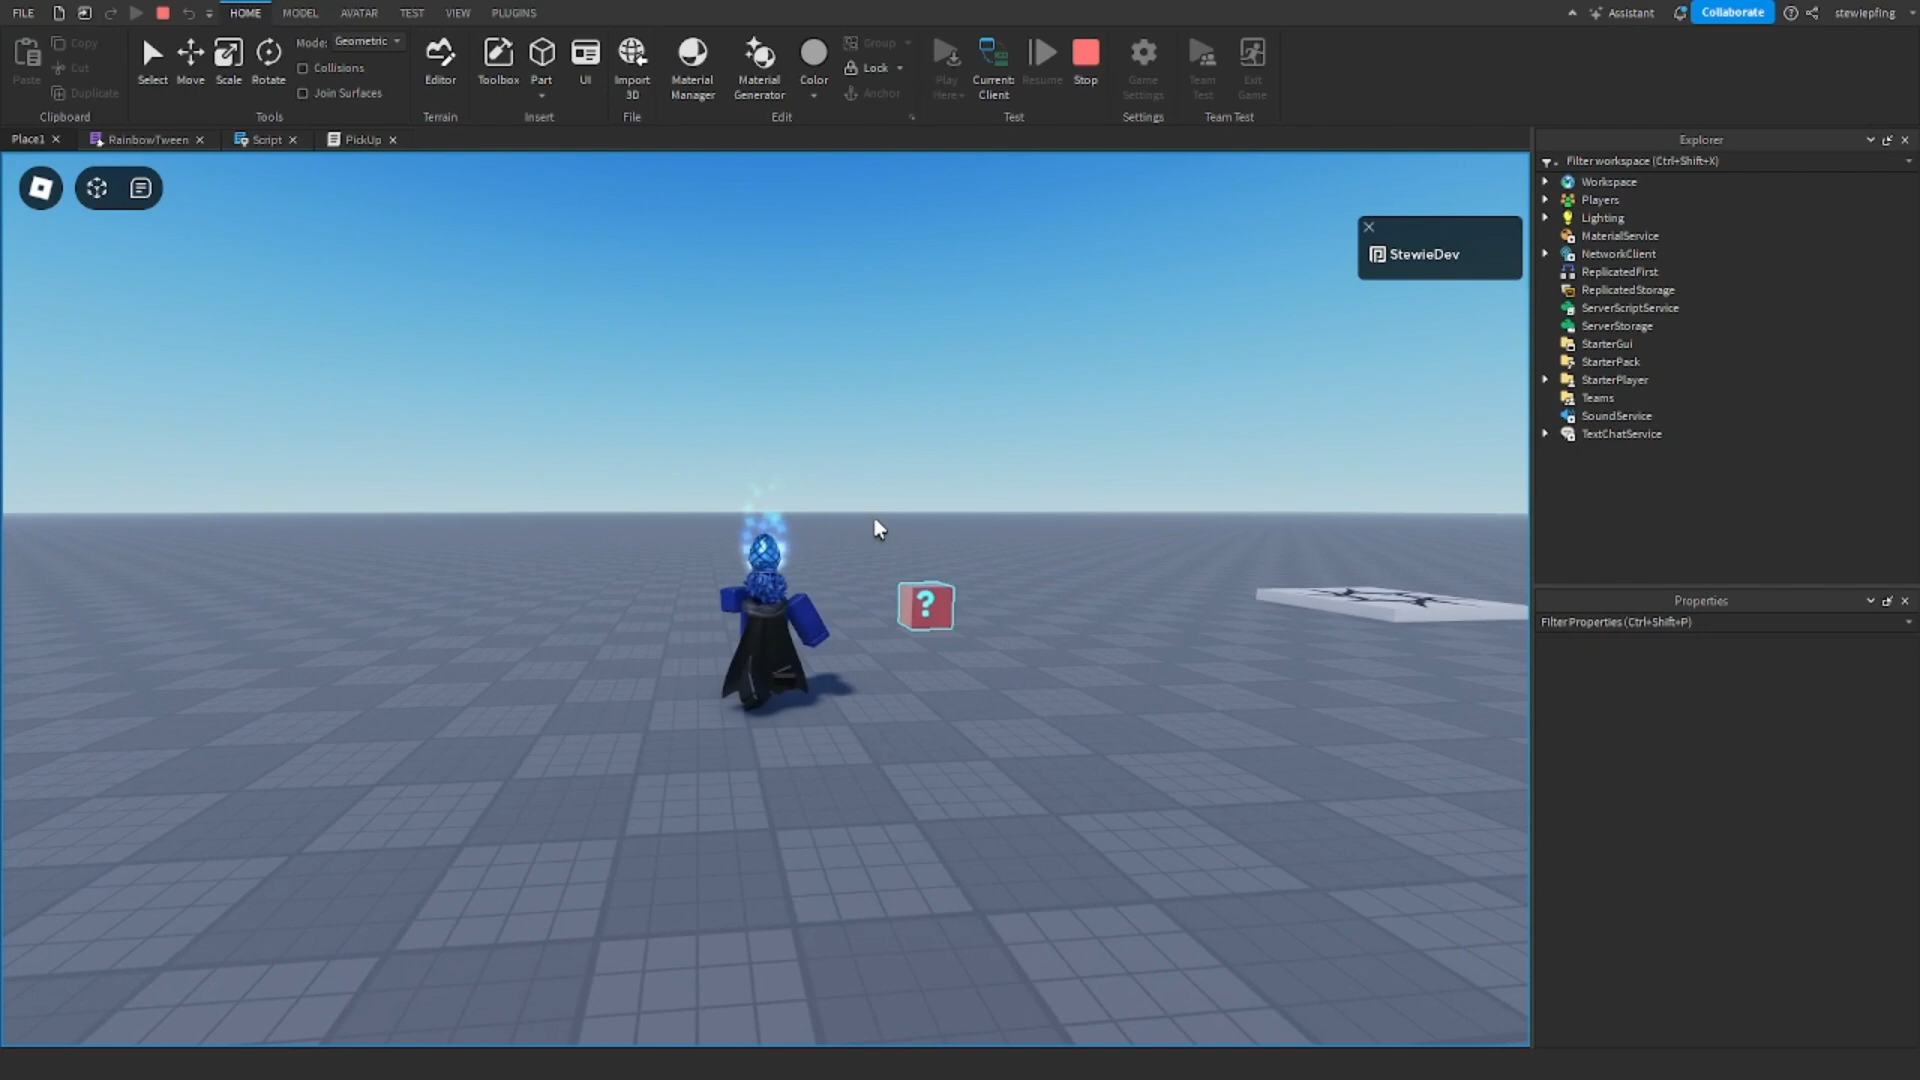 FILE HOME MODEL AVATAR TEST VIEW PLUGINS Assistant Collaborate stewiepfing
Paste Copy Cut Duplicate
Clipboard
Select Move Scale Rotate
Mode: Geometric
Collisions
Join Surfaces
Tools
Editor
Terrain
Toolbox Part UI
Insert
Import 3D
File
Material Manager Material Generator Color Group Lock Anchor
Edit
Play Here Current: Client Resume Stop
Test
Game Settings
Settings
Team Test Exit Game
Team Test
Place1 RainbowTween Script PickUp
StewieDev
?
Explorer
Filter workspace (Ctrl+Shift+X)
Workspace
Players
Lighting
MaterialService
NetworkClient
ReplicatedFirst
ReplicatedStorage
ServerScriptService
ServerStorage
StarterGui
StarterPack
StarterPlayer
Teams
SoundService
TextChatService
Properties
Filter Properties (Ctrl+Shift+P)